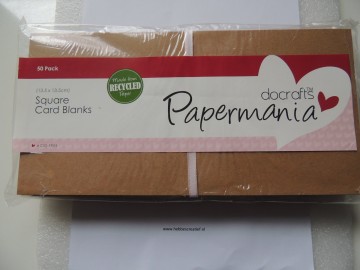 50 Pack
Square
Card Blanks
Made from
RECYCLED
Paper
docrafts
Papermania
www.hobbycreatief.nl